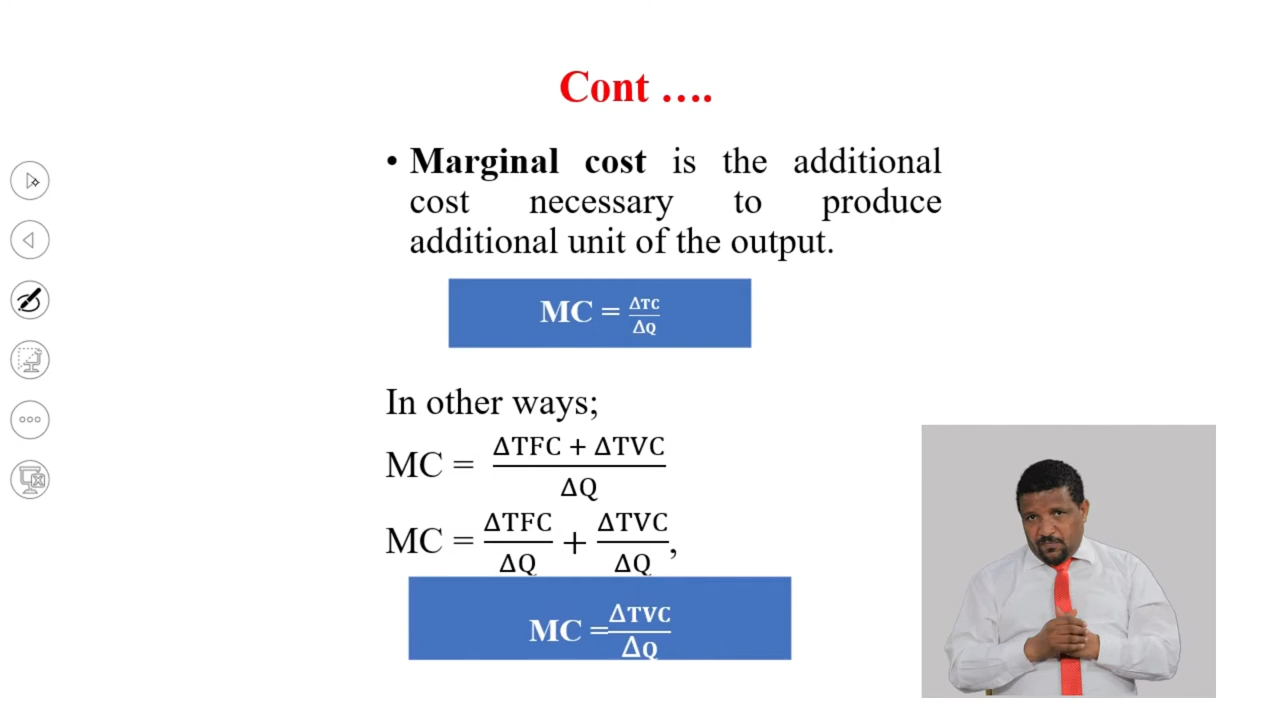 Cont ….
• Marginal cost is the additional
cost necessary to produce
additional unit of the output.
MC = ΔTC/ΔQ
In other ways;
MC = (ΔTFC + ΔTVC)/ΔQ
MC = ΔTFC/ΔQ + ΔTVC/ΔQ,
MC =ΔTVC/ΔQ